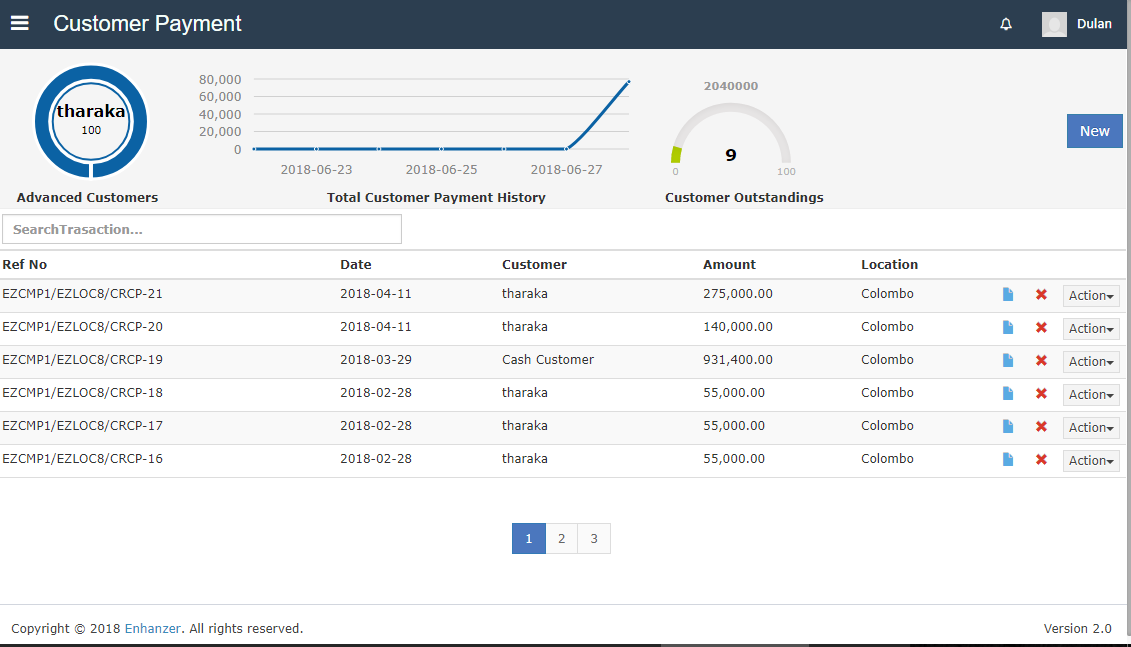 Customer Payment
Dulan
tharaka
100
Advanced Customers
80,000
60,000
40,000
20,000
0
2018-06-23 2018-06-25 2018-06-27
Total Customer Payment History
2040000
9
0 100
Customer Outstandings
New
SearchTrasaction...
Ref No Date Customer Amount Location
EZCMP1/EZLOC8/CRCP-21 2018-04-11 tharaka 275,000.00 Colombo Action
EZCMP1/EZLOC8/CRCP-20 2018-04-11 tharaka 140,000.00 Colombo Action
EZCMP1/EZLOC8/CRCP-19 2018-03-29 Cash Customer 931,400.00 Colombo Action
EZCMP1/EZLOC8/CRCP-18 2018-02-28 tharaka 55,000.00 Colombo Action
EZCMP1/EZLOC8/CRCP-17 2018-02-28 tharaka 55,000.00 Colombo Action
EZCMP1/EZLOC8/CRCP-16 2018-02-28 tharaka 55,000.00 Colombo Action
1 2 3
Copyright © 2018 Enhanzer. All rights reserved. Version 2.0